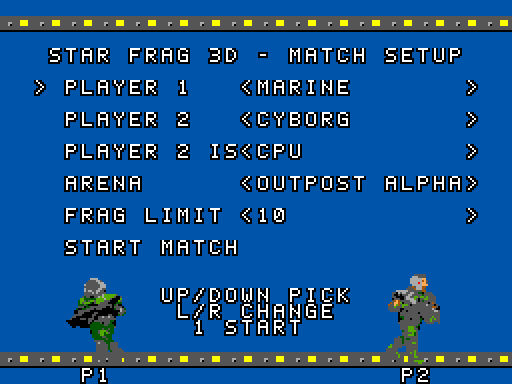 STAR FRAG 3D - MATCH SETUP
> PLAYER 1 <MARINE >
PLAYER 2 <CYBORG >
PLAYER 2 IS<CPU >
ARENA <OUTPOST ALPHA>
FRAG LIMIT <10 >
START MATCH
UP/DOWN PICK
L/R CHANGE
1 START
P1 P2